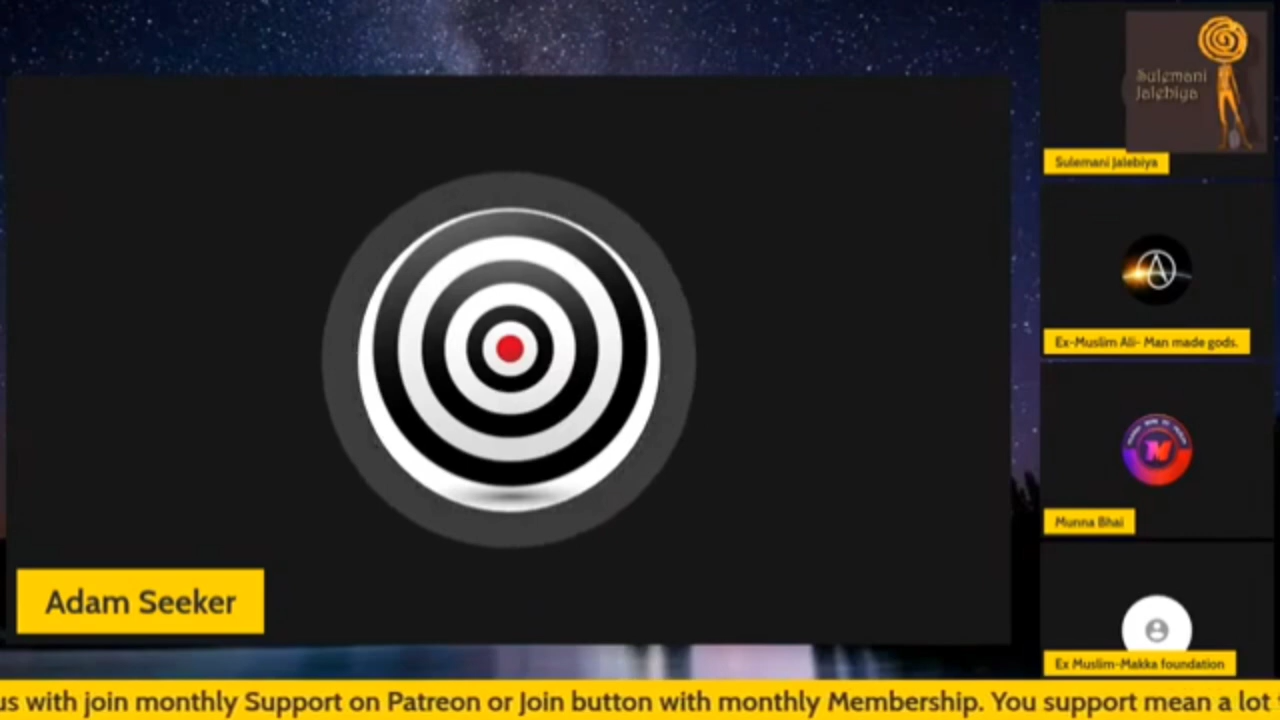 Sulemani
Jalebiya
Sulemani Jalebiya
Ex-Muslim Ali- Man made gods.
Munna Bhai
Adam Seeker
Ex Muslim-Makka foundation
us with join monthly Support on Patreon or Join button with monthly Membership. You support mean a lot